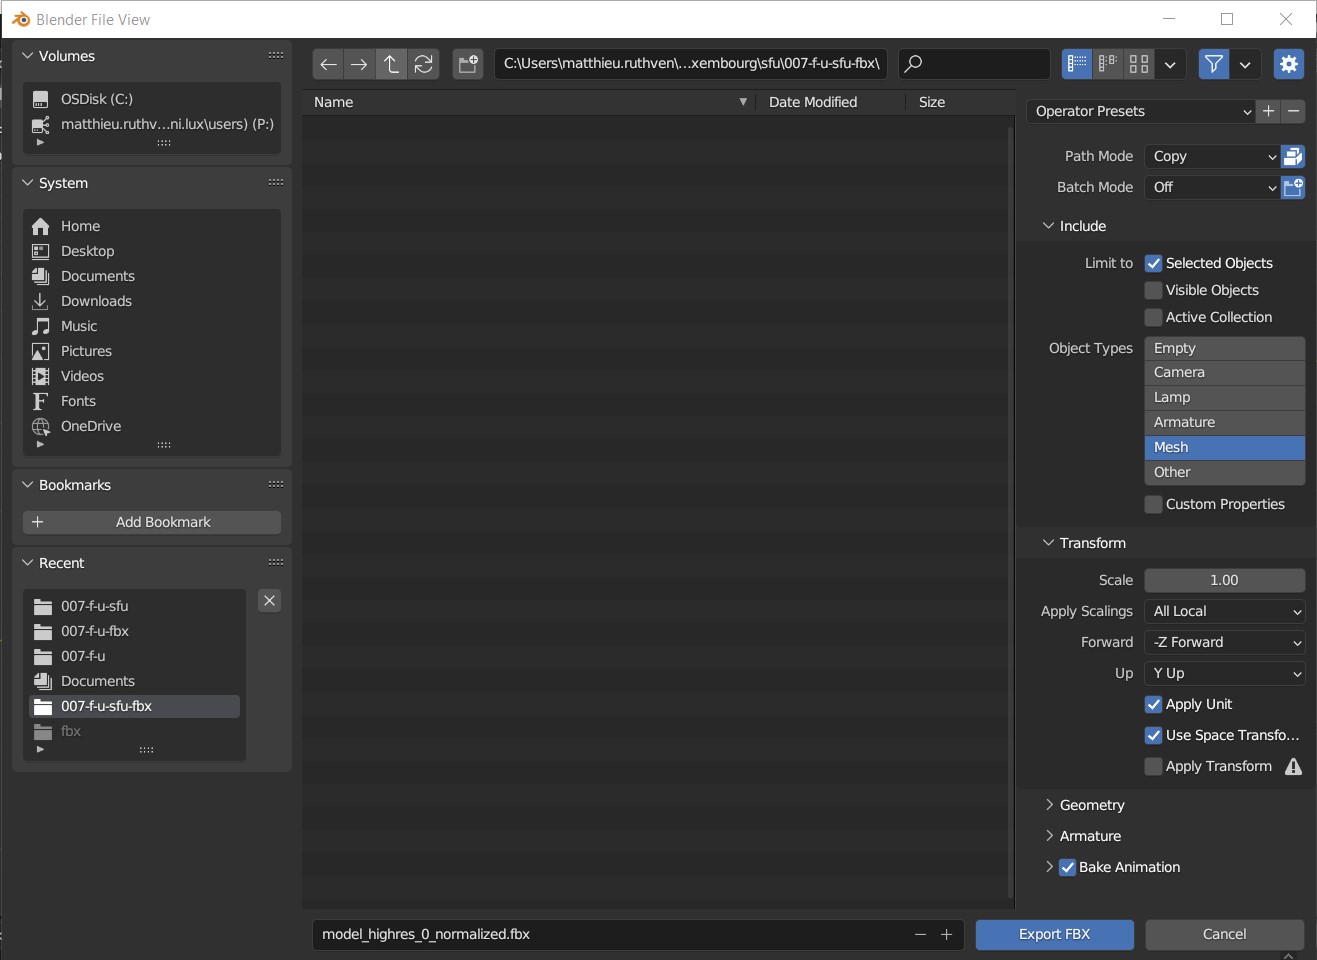 Blender File View
Volumes
OSDisk (C:)
matthieu.ruthv...ni.lux\users) (P:)
System
Home
Desktop
Documents
Downloads
Music
Pictures
Videos
Fonts
OneDrive
Bookmarks
Add Bookmark
Recent
007-f-u-sfu
007-f-u-fbx
007-f-u
Documents
007-f-u-sfu-fbx
fbx
C:\Users\matthieu.ruthven\...xembourg\sfu\007-f-u-sfu-fbx\
Name Date Modified Size
Operator Presets
Path Mode Copy
Batch Mode Off
Include
Limit to Selected Objects
Visible Objects
Active Collection
Object Types Empty
Camera
Lamp
Armature
Mesh
Other
Custom Properties
Transform
Scale 1.00
Apply Scalings All Local
Forward -Z Forward
Up Y Up
Apply Unit
Use Space Transfo...
Apply Transform
Geometry
Armature
Bake Animation
model_highres_0_normalized.fbx
Export FBX Cancel